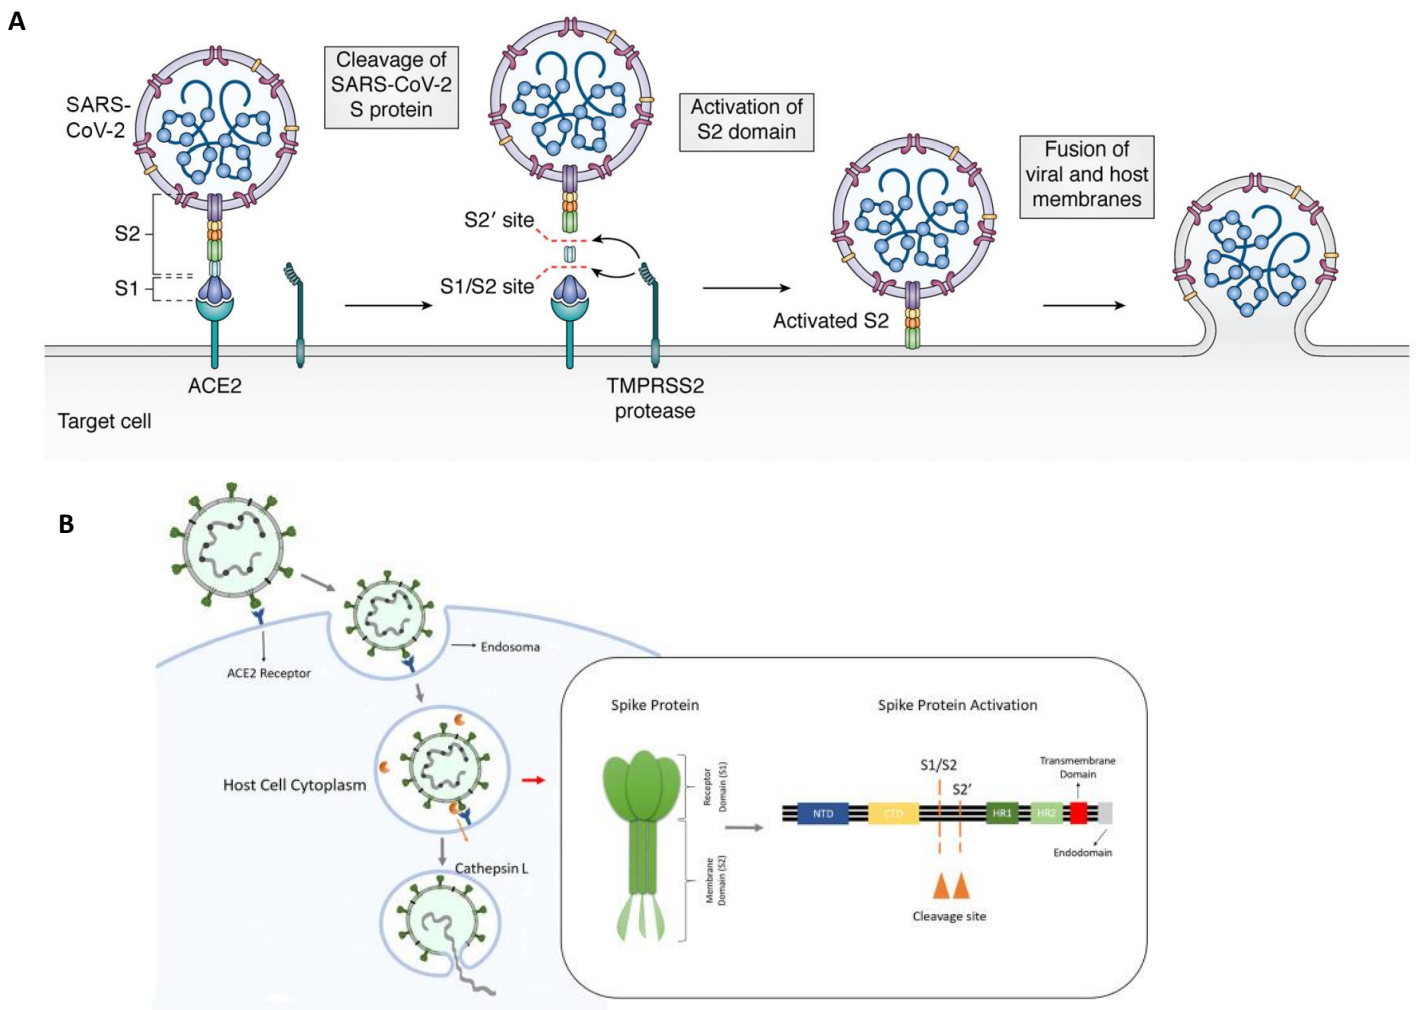 A
SARS-
CoV-2
Cleavage of
SARS-CoV-2
S protein
Activation of
S2 domain
Fusion of
viral and host
membranes
S2
S1
S2′ site
S1/S2 site
Activated S2
ACE2
TMPRSS2
protease
Target cell
B
ACE2 Receptor
Endosoma
Host Cell Cytoplasm
Cathepsin L
Spike Protein
Receptor
Domain (S1)
Membrane
Domain (S2)
Spike Protein Activation
S1/S2
S2’
Transmembrane
Domain
NTD
CTD
HR1
HR2
Endodomain
Cleavage site